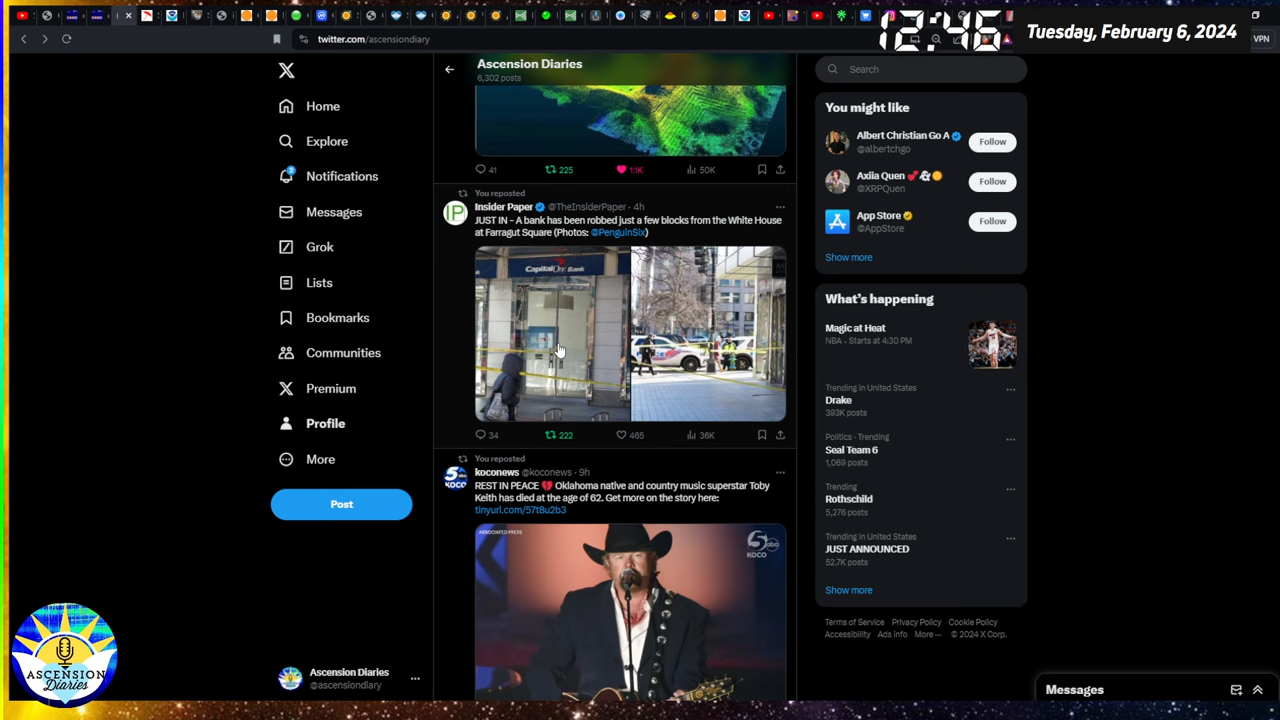 twitter.com/ascensiondiary
12:46
Tuesday, February 6, 2024
VPN
X
Home
Explore
2
Notifications
Messages
Grok
Lists
Bookmarks
Communities
Premium
Profile
More
Post
Ascension Diaries
@ascensiondiary
ASCENSION
Diaries
Ascension Diaries
6,302 posts
41
225
1.1K
50K
You reposted
Insider Paper @TheInsiderPaper · 4h
JUST IN - A bank has been robbed just a few blocks from the White House
at Farragut Square (Photos: @PenguinSix)
Capital One Bank
34
222
465
36K
You reposted
koconews @koconews · 9h
REST IN PEACE 💔 Oklahoma native and country music superstar Toby
Keith has died at the age of 62. Get more on the story here:
tinyurl.com/57t8u2b3
ASSOCIATED PRESS
5 abc
KOCO
Search
You might like
Albert Christian Go A
@albertchgo
Follow
Axiia Quen
@XRPQuen
Follow
App Store
@AppStore
Follow
Show more
What's happening
Magic at Heat
NBA · Starts at 4:30 PM
Trending in United States
Drake
393K posts
Politics · Trending
Seal Team 6
1,069 posts
Trending
Rothschild
5,276 posts
Trending in United States
JUST ANNOUNCED
52.7K posts
Show more
Terms of Service Privacy Policy Cookie Policy
Accessibility Ads info More ··· © 2024 X Corp.
Messages